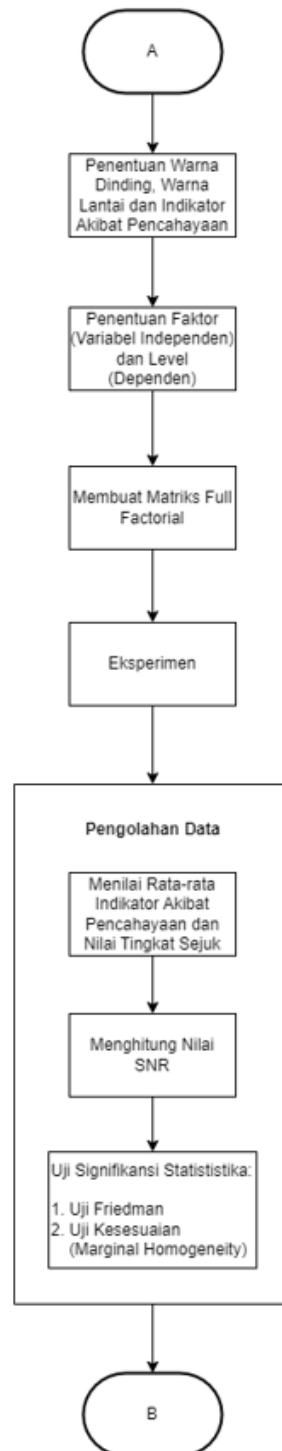 A
Penentuan Warna
Dinding, Warna
Lantai dan Indikator
Akibat Pencahayaan
Penentuan Faktor
(Variabel Independen)
dan Level
(Dependen)
Membuat Matriks Full
Factorial
Eksperimen
Pengolahan Data
Menilai Rata-rata
Indikator Akibat
Pencahayaan dan
Nilai Tingkat Sejuk
Menghitung Nilai
SNR
Uji Signifikansi Statististika:
1. Uji Friedman
2. Uji Kesesuaian
(Marginal Homogeneity)
B